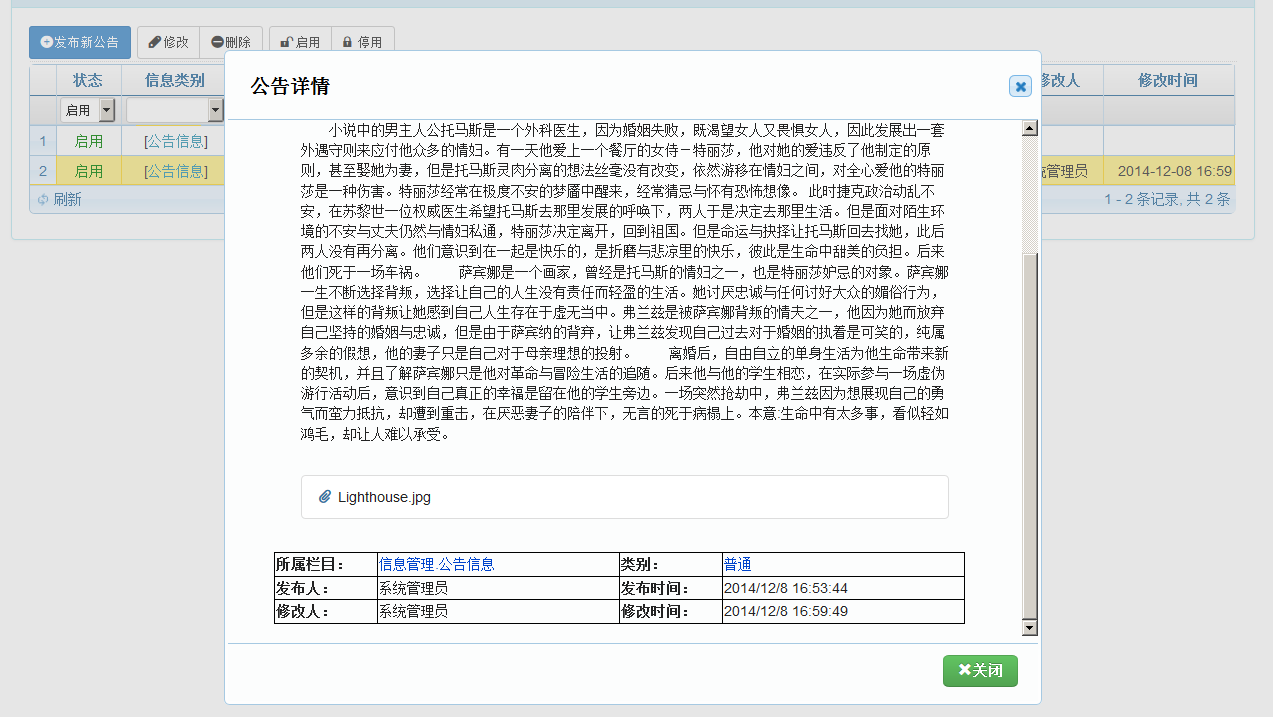 发布新公告 修改 删除 启用 停用
状态 信息类别 修改人 修改时间
启用
1 启用 [公告信息]
2 启用 [公告信息] 管理员 2014-12-08 16:59
刷新 1 - 2 条记录, 共 2 条
公告详情
小说中的男主人公托马斯是一个外科医生，因为婚姻失败，既渴望女人又畏惧女人，因此发展出一套
外遇守则来应付他众多的情妇。有一天他爱上一个餐厅的女侍－特丽莎，他对她的爱违反了他制定的原
则，甚至娶她为妻，但是托马斯灵肉分离的想法丝毫没有改变，依然游移在情妇之间，对全心爱他的特丽
莎是一种伤害。特丽莎经常在极度不安的梦靥中醒来，经常猜忌与怀有恐怖想像。 此时捷克政治动乱不
安，在苏黎世一位权威医生希望托马斯去那里发展的呼唤下，两人于是决定去那里生活。但是面对陌生环
境的不安与丈夫仍然与情妇私通，特丽莎决定离开，回到祖国。但是命运与抉择让托马斯回去找她，此后
两人没有再分离。他们意识到在一起是快乐的，是折磨与悲凉里的快乐，彼此是生命中甜美的负担。后来
他们死于一场车祸。 萨宾娜是一个画家，曾经是托马斯的情妇之一，也是特丽莎妒忌的对象。萨宾娜
一生不断选择背叛，选择让自己的人生没有责任而轻盈的生活。她讨厌忠诚与任何讨好大众的媚俗行为，
但是这样的背叛让她感到自己人生存在于虚无当中。弗兰兹是被萨宾娜背叛的情夫之一，他因为她而放弃
自己坚持的婚姻与忠诚，但是由于萨宾纳的背弃，让弗兰兹发现自己过去对于婚姻的执着是可笑的，纯属
多余的假想，他的妻子只是自己对于母亲理想的投射。 离婚后，自由自立的单身生活为他生命带来新
的契机，并且了解萨宾娜只是他对革命与冒险生活的追随。后来他与他的学生相恋，在实际参与一场虚伪
游行活动后，意识到自己真正的幸福是留在他的学生旁边。一场突然抢劫中，弗兰兹因为想展现自己的勇
气而蛮力抵抗，却遭到重击，在厌恶妻子的陪伴下，无言的死于病榻上。本意:生命中有太多事，看似轻如
鸿毛，却让人难以承受。
Lighthouse.jpg
所属栏目： 信息管理.公告信息 类别： 普通
发布人： 系统管理员 发布时间： 2014/12/8 16:53:44
修改人： 系统管理员 修改时间： 2014/12/8 16:59:49
关闭